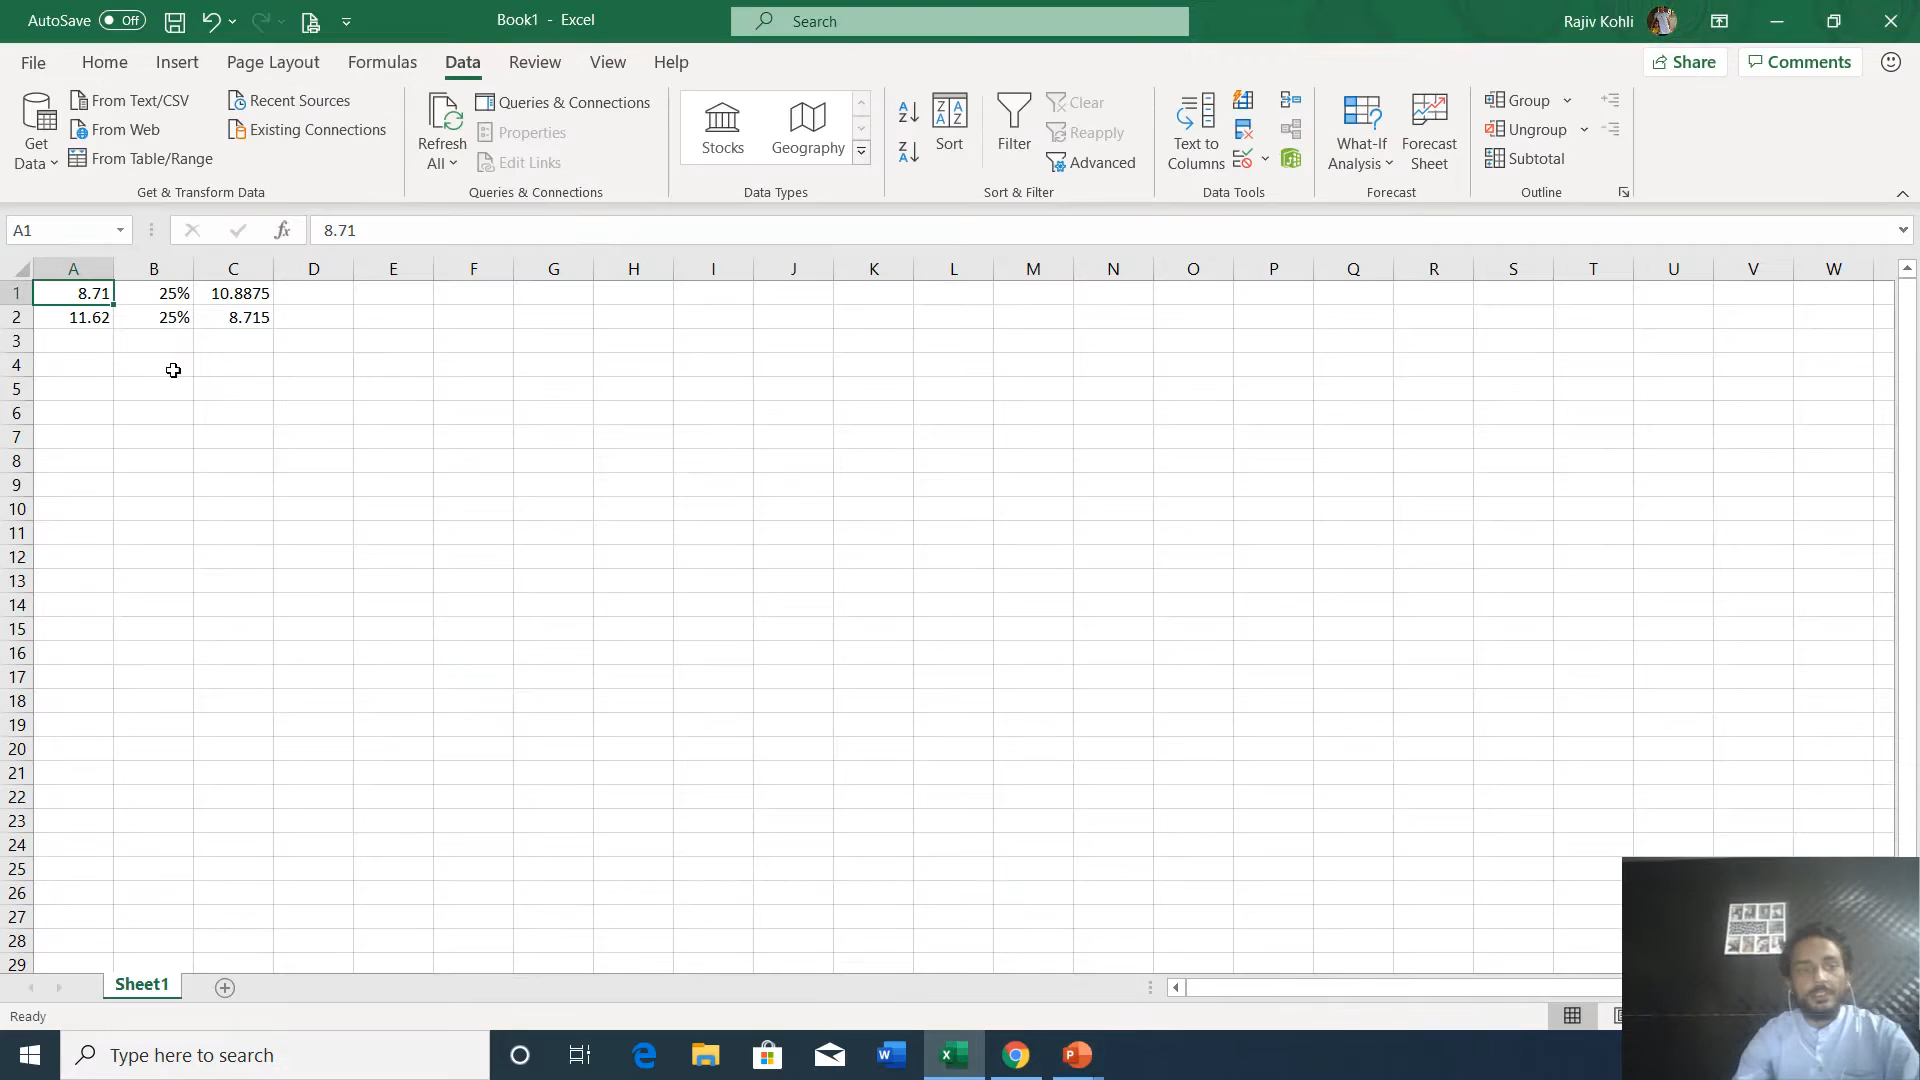 AutoSave Off Book1 - Excel Search Rajiv Kohli
File Home Insert Page Layout Formulas Data Review View Help Share Comments
Get Data
From Text/CSV
From Web
From Table/Range
Recent Sources
Existing Connections
Get & Transform Data
Refresh All
Queries & Connections
Properties
Edit Links
Queries & Connections
Stocks Geography
Data Types
Sort
Filter
Clear
Reapply
Advanced
Sort & Filter
Text to Columns
Data Tools
What-If Analysis
Forecast Sheet
Forecast
Group
Ungroup
Subtotal
Outline
A1 fx 8.71
A B C D E F G H I J K L M N O P Q R S T U V W
1 8.71 25% 10.8875
2 11.62 25% 8.715
3
4
5
6
7
8
9
10
11
12
13
14
15
16
17
18
19
20
21
22
23
24
25
26
27
28
29
Sheet1
Ready
Type here to search